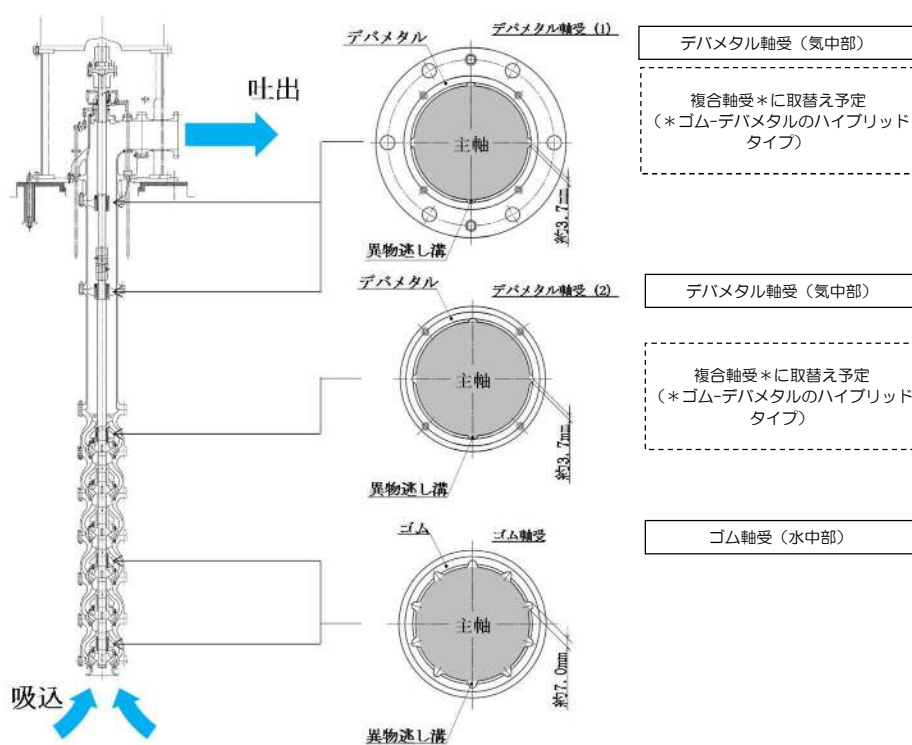 吐出
吸込
デバメタル
デバメタル軸受 (1)
主軸
約3.7mm
異物逃し溝
デバメタル軸受（気中部）
複合軸受＊に取替え予定
（＊ゴム-デバメタルのハイブリッド
タイプ）
デバメタル
デバメタル軸受 (2)
主軸
約3.7mm
異物逃し溝
デバメタル軸受（気中部）
複合軸受＊に取替え予定
（＊ゴム-デバメタルのハイブリッド
タイプ）
ゴム
ゴム軸受
主軸
約7.0mm
異物逃し溝
ゴム軸受（水中部）